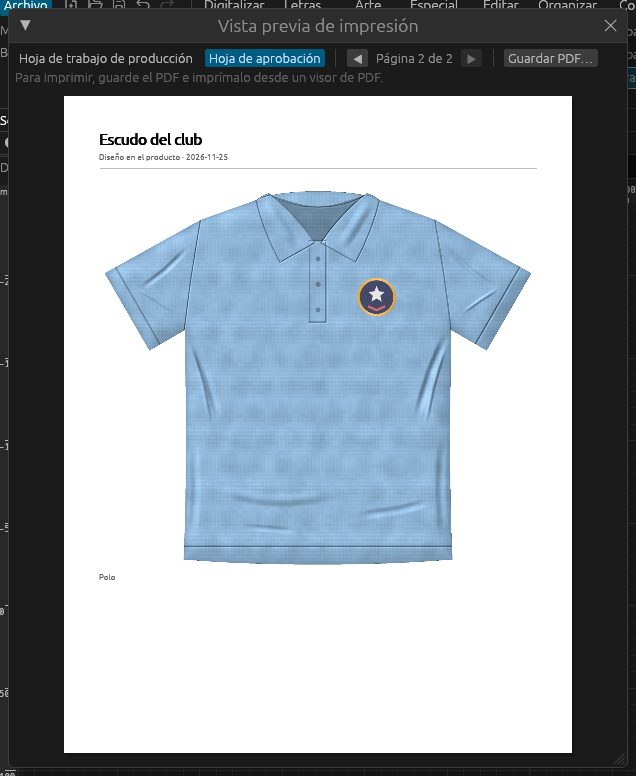 Archivo Digitalizar Letras Arte Especial Editar Organizar
Vista previa de impresión
Hoja de trabajo de producción Hoja de aprobación Página 2 de 2 Guardar PDF...
Para imprimir, guarde el PDF e imprímalo desde un visor de PDF.
Escudo del club
Diseño en el producto · 2026-11-25
Polo